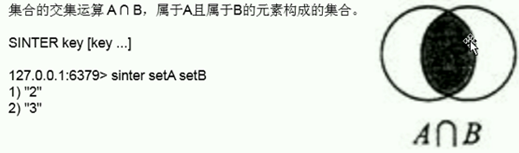 集合的交集运算 A ∩ B，属于A且属于B的元素构成的集合。
SINTER key [key ...]
127.0.0.1:6379> sinter setA setB
1) "2"
2) "3"
A∩B